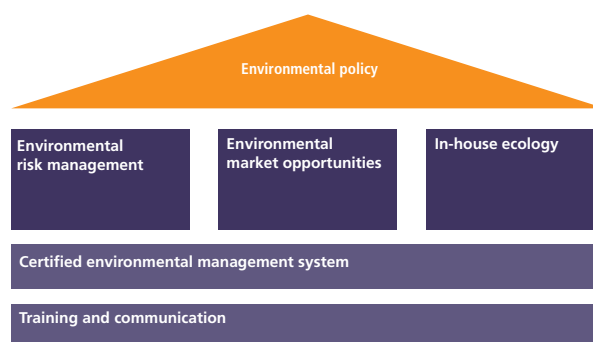 Environmental policy
Environmental
risk management
Environmental
market opportunities
In-house ecology
Certified environmental management system
Training and communication